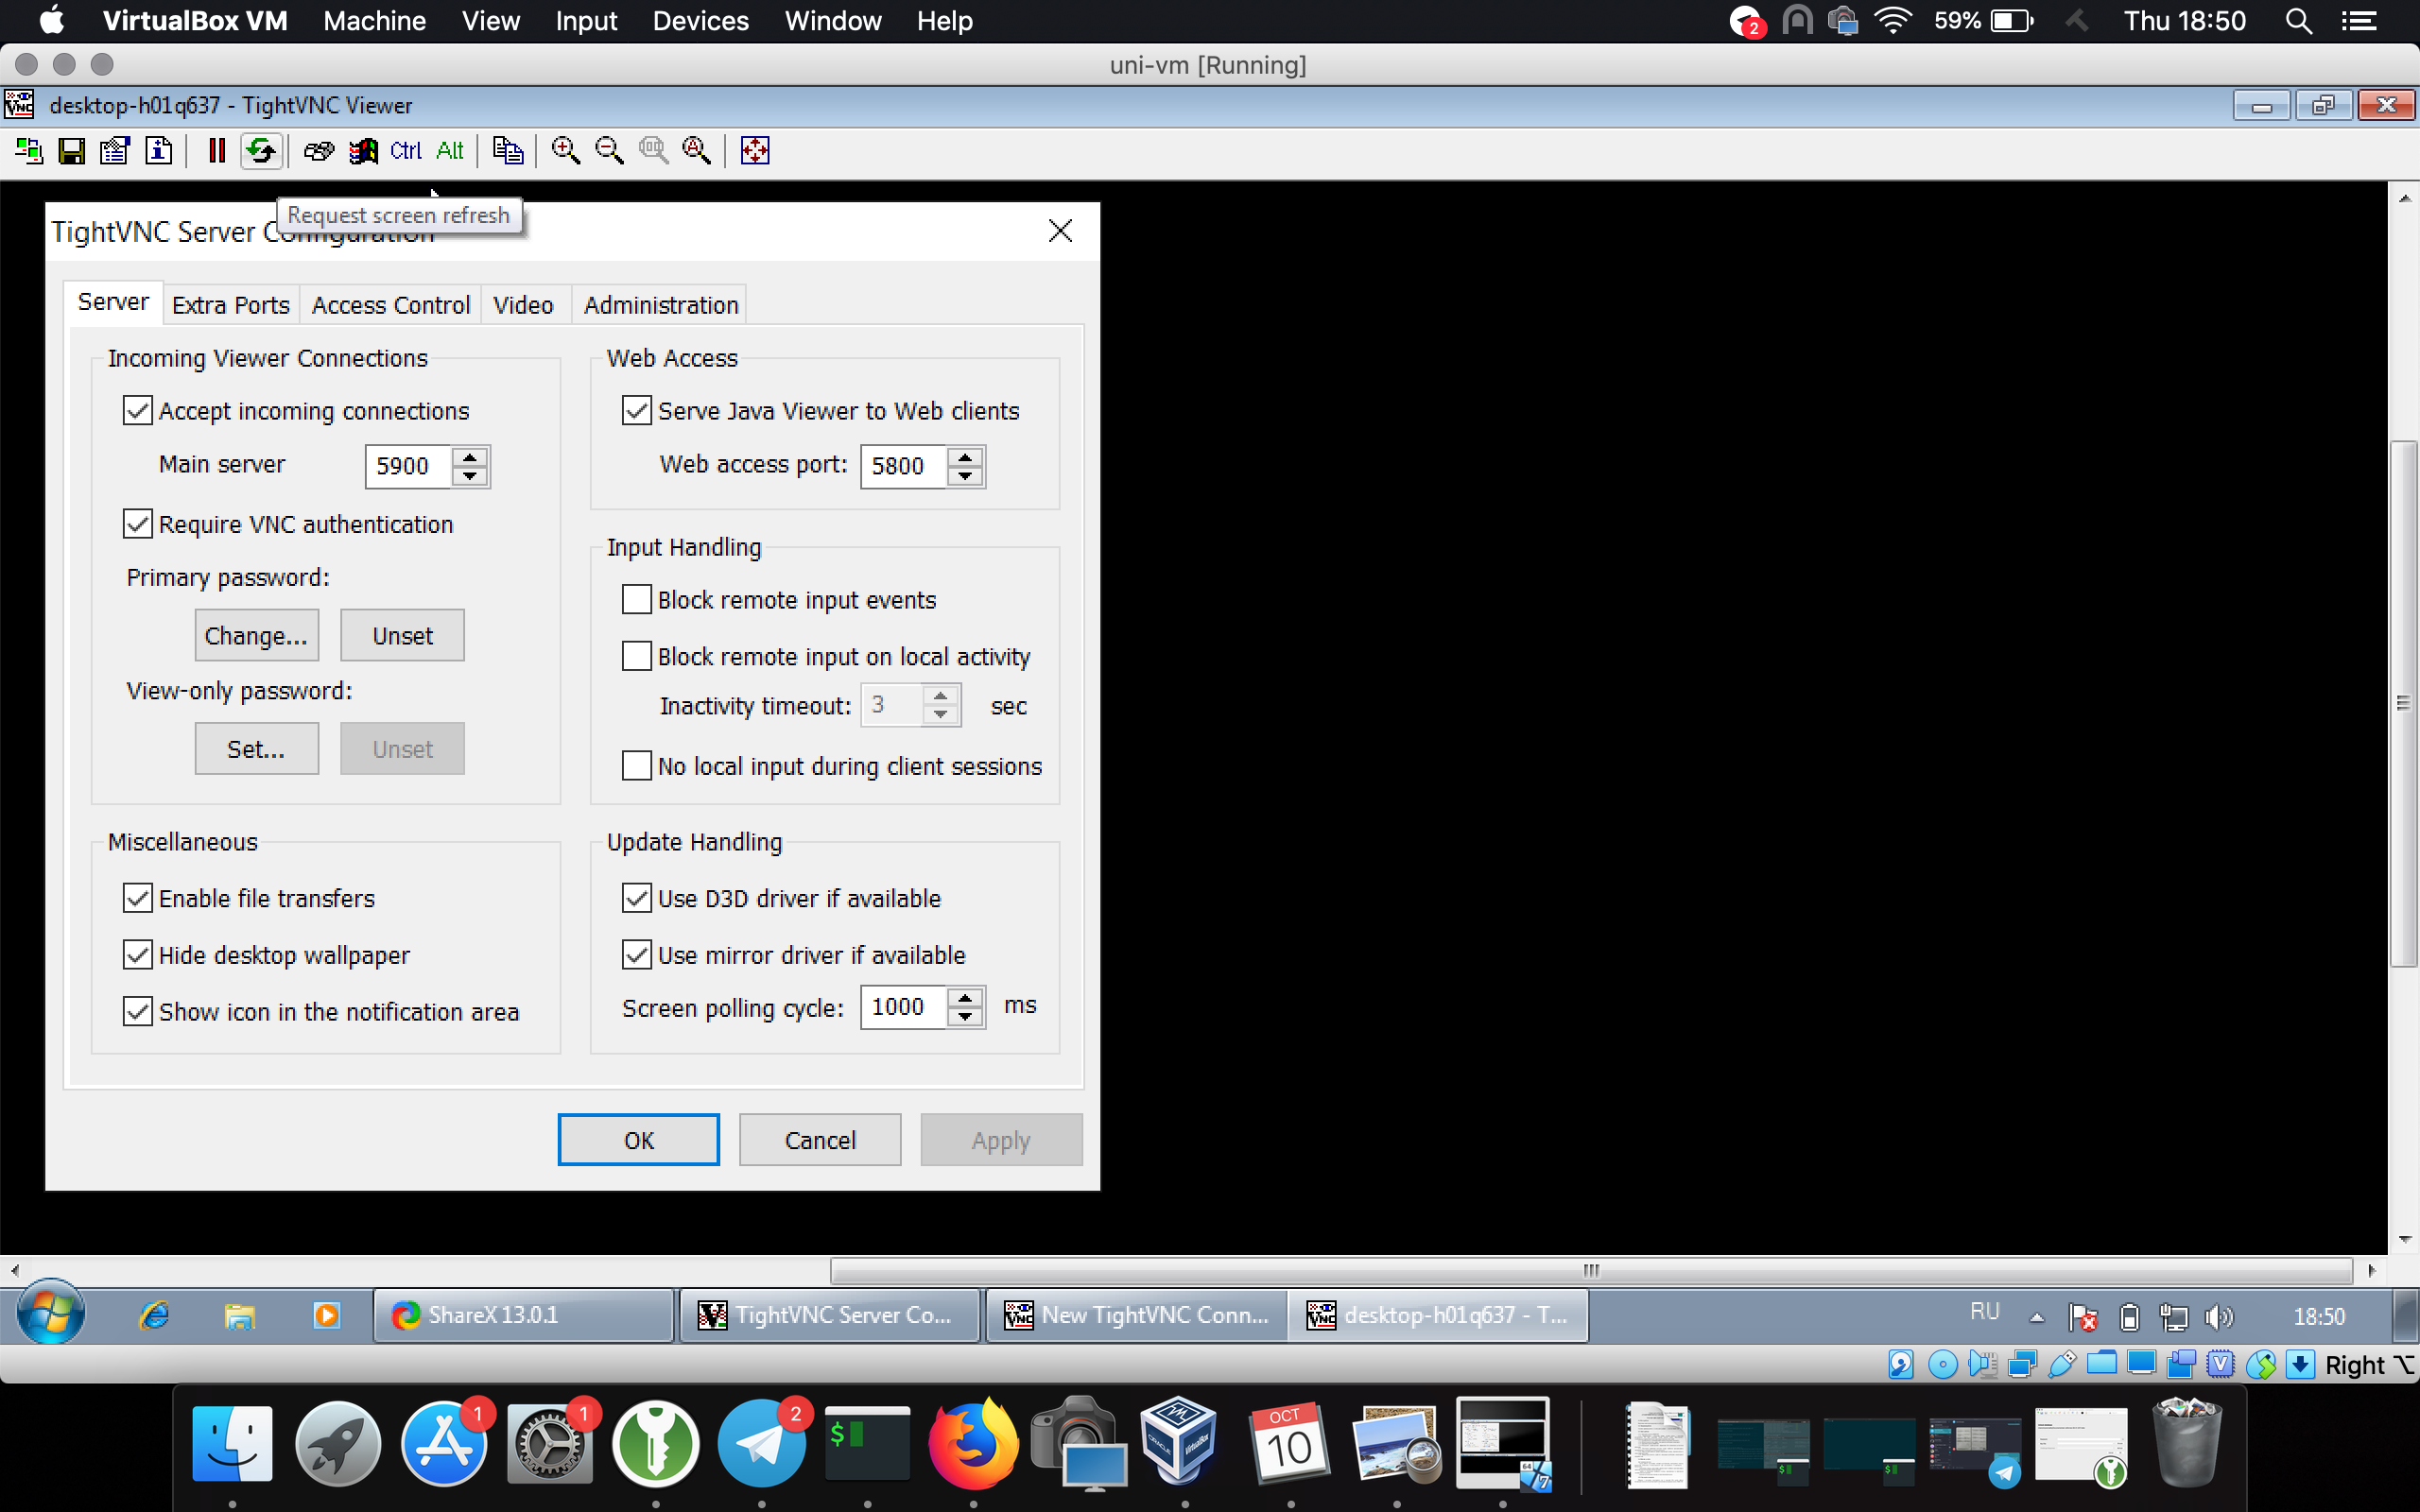 VirtualBox VM Machine View Input Devices Window Help 2 59% Thu 18:50
uni-vm [Running]
desktop-h01q637 - TightVNC Viewer
Ctrl Alt
Request screen refresh
TightVNC Server Configuration
Server Extra Ports Access Control Video Administration
Incoming Viewer Connections
Accept incoming connections
Main server 5900
Require VNC authentication
Primary password:
Change... Unset
View-only password:
Set... Unset
Web Access
Serve Java Viewer to Web clients
Web access port: 5800
Input Handling
Block remote input events
Block remote input on local activity
Inactivity timeout: 3 sec
No local input during client sessions
Miscellaneous
Enable file transfers
Hide desktop wallpaper
Show icon in the notification area
Update Handling
Use D3D driver if available
Use mirror driver if available
Screen polling cycle: 1000 ms
OK Cancel Apply
ShareX 13.0.1 TightVNC Server Co... New TightVNC Conn... desktop-h01q637 - T... RU 18:50
Right ⌥
1 1 2 $ OCT
10